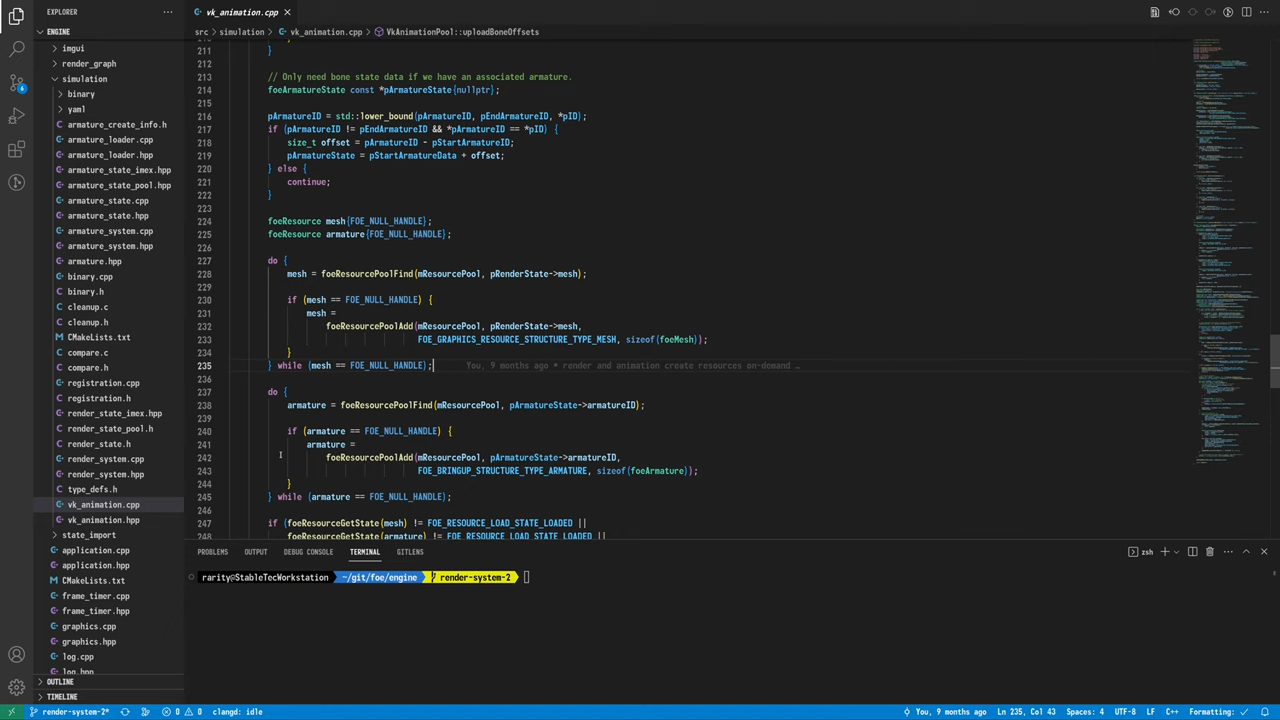 EXPLORER
···
vk_animation.cpp ×
ENGINE
src > simulation > vk_animation.cpp > VkAnimationPool::uploadBoneOffsets
imgui
render_graph
simulation
binary
yaml
armature_create_info.h
armature_loader.cpp
armature_loader.hpp
armature_state_imex.hpp
armature_state_pool.hpp
armature_state.cpp
armature_state.hpp
armature_system.cpp
armature_system.hpp
armature.hpp
binary.cpp
binary.h
cleanup.c
cleanup.h
CMakeLists.txt
compare.c
compare.h
registration.cpp
registration.h
render_state_imex.hpp
render_state_pool.h
render_state.h
render_system.cpp
render_system.hpp
type_defs.h
vk_animation.cpp
vk_animation.hpp
state_import
application.cpp
application.hpp
CMakeLists.txt
frame_timer.cpp
frame_timer.hpp
graphics.cpp
graphics.hpp
log.cpp
log.hpp
OUTLINE
TIMELINE
211 }
212
213 // Only need bone state data if we have an associated armature.
214 foeArmatureState const *pArmatureState{nullptr};
215
216 pArmatureID = std::lower_bound(pArmatureID, pEndArmatureID, *pID);
217 if (pArmatureID != pEndArmatureID && *pArmatureID == *pID) {
218 size_t offset = pArmatureID - pStartArmatureID;
219 pArmatureState = pStartArmatureData + offset;
220 } else {
221 continue;
222 }
223
224 foeResource mesh{FOE_NULL_HANDLE};
225 foeResource armature{FOE_NULL_HANDLE};
226
227 do {
228 mesh = foeResourcePoolFind(mResourcePool, pRenderState->mesh);
229
230 if (mesh == FOE_NULL_HANDLE) {
231 mesh =
232 foeResourcePoolAdd(mResourcePool, pRenderState->mesh,
233 FOE_GRAPHICS_RESOURCE_STRUCTURE_TYPE_MESH, sizeof(foeMesh));
234 }
235 } while (mesh == FOE_NULL_HANDLE); You, 9 months ago • render and animation create resources on-demand
236
237 do {
238 armature = foeResourcePoolFind(mResourcePool, pArmatureState->armatureID);
239
240 if (armature == FOE_NULL_HANDLE) {
241 armature =
242 foeResourcePoolAdd(mResourcePool, pArmatureState->armatureID,
243 FOE_BRINGUP_STRUCTURE_TYPE_ARMATURE, sizeof(foeArmature));
244 }
245 } while (armature == FOE_NULL_HANDLE);
246
247 if (foeResourceGetState(mesh) != FOE_RESOURCE_LOAD_STATE_LOADED ||
248 foeResourceGetState(armature) != FOE_RESOURCE_LOAD_STATE_LOADED ||
PROBLEMS OUTPUT DEBUG CONSOLE TERMINAL GITLENS
zsh
rarity@StableTecWorkstation ~/git/foe/engine render-system-2
render-system-2* 0 0 clangd: idle
You, 9 months ago Ln 235, Col 43 Spaces: 4 UTF-8 LF C++ Formatting: ✓